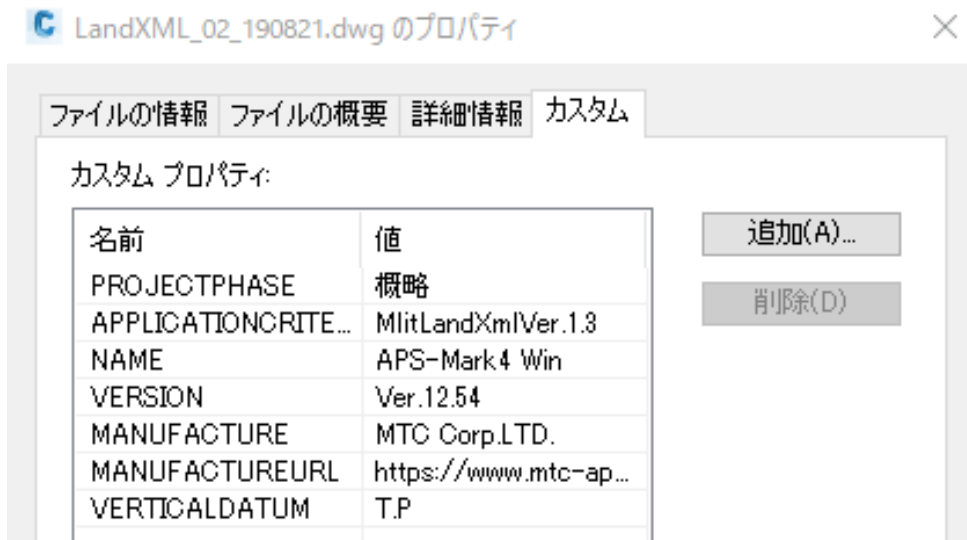 LandXML_02_190821.dwg のプロパティ
ファイルの情報 ファイルの概要 詳細情報 カスタム
カスタム プロパティ:
名前 値
追加(A)...
PROJECTPHASE 概略
削除(D)
APPLICATIONCRITE... MlitLandXmlVer.1.3
NAME APS-Mark4 Win
VERSION Ver.12.54
MANUFACTURE MTC Corp.LTD.
MANUFACTUREURL https://www.mtc-ap...
VERTICALDATUM T.P